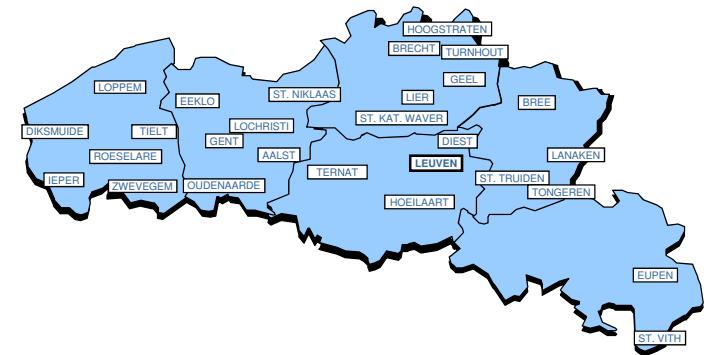 HOOGSTRATEN
BRECHT
TURNHOUT
GEEL
LOPPEM
EEKLO
ST. NIKLAAS
LIER
BREE
ST. KAT. WAVER
DIKSMUIDE
TIELT
LOCHRISTI
GENT
DIEST
ROESELARE
AALST
LANAKEN
LEUVEN
TERNAT
IEPER
ZWEVEGEM
OUDENAARDE
ST. TRUIDEN
TONGEREN
HOEILAART
EUPEN
ST. VITH